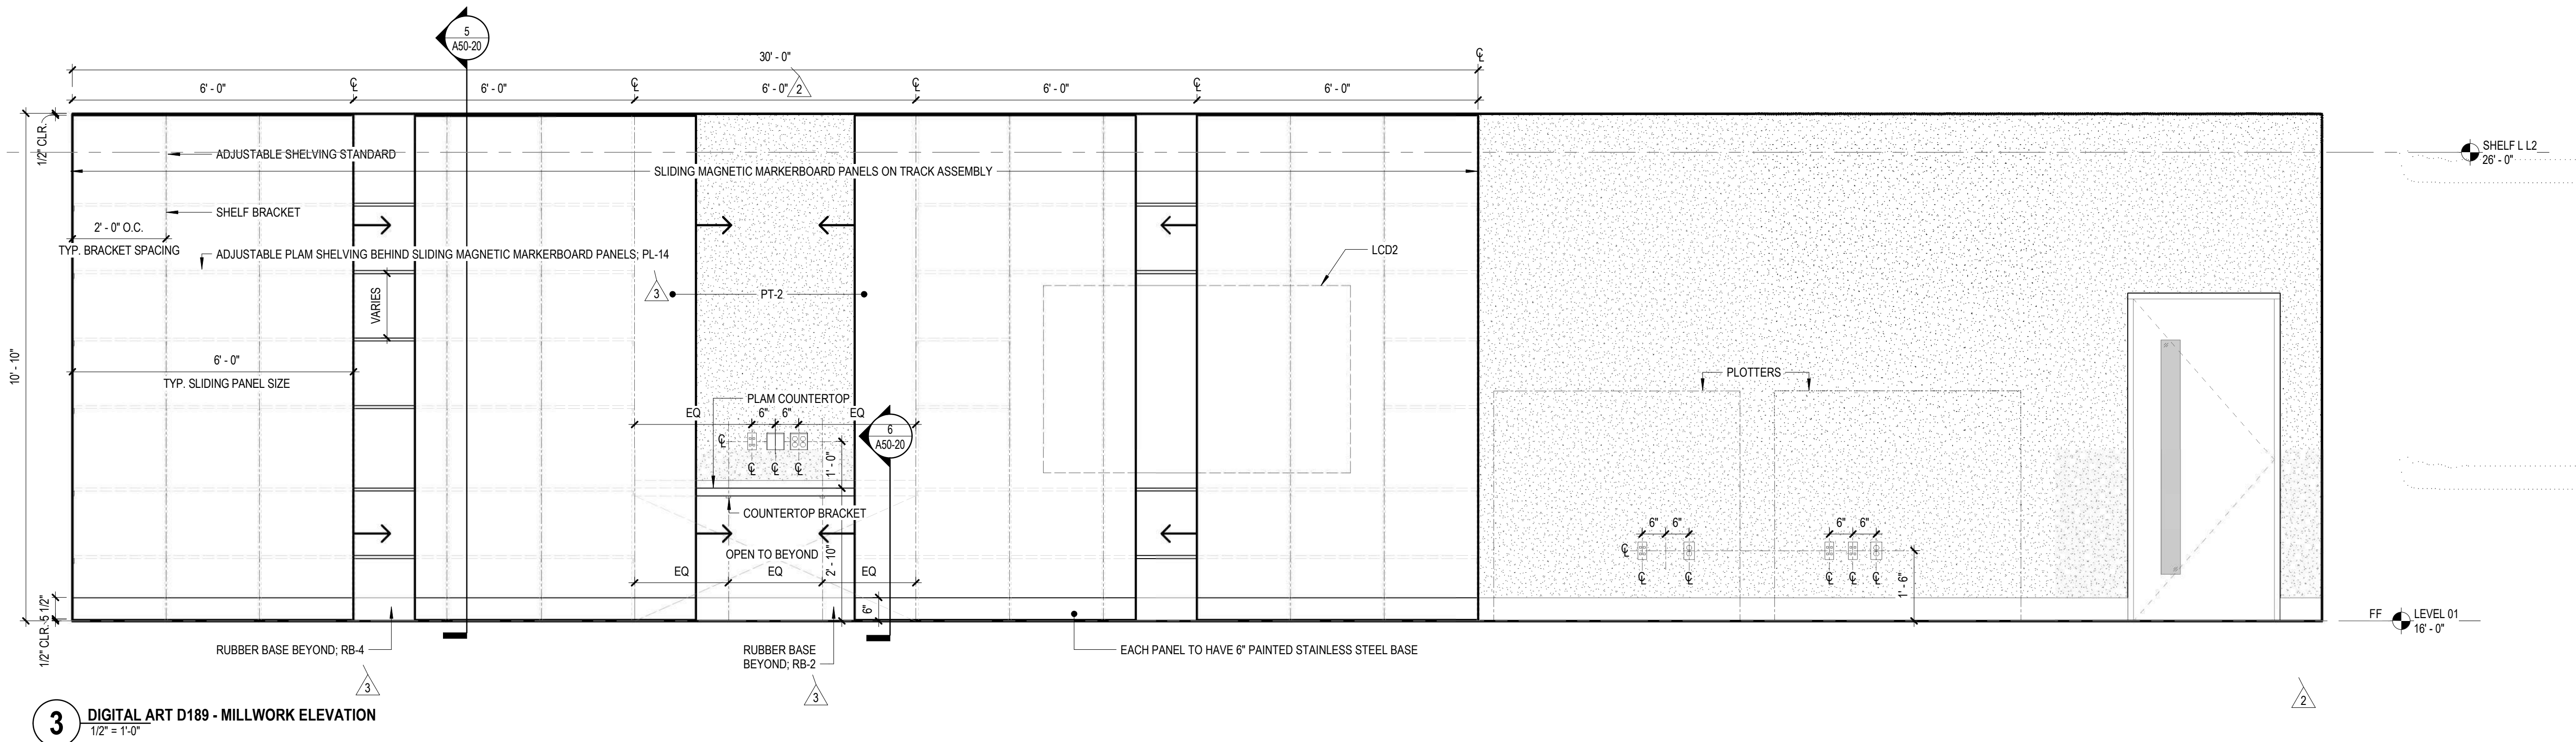 5
A50-20
30' - 0"
℄
6' - 0"
℄
6' - 0"
℄
6' - 0"
2
℄
6' - 0"
℄
6' - 0"
1/2" CLR.
ADJUSTABLE SHELVING STANDARD
SHELF L L2
26' - 0"
SLIDING MAGNETIC MARKERBOARD PANELS ON TRACK ASSEMBLY
SHELF BRACKET
2' - 0" O.C.
TYP. BRACKET SPACING
ADJUSTABLE PLAM SHELVING BEHIND SLIDING MAGNETIC MARKERBOARD PANELS; PL-14
LCD2
3
PT-2
VARIES
10' - 10"
6' - 0"
TYP. SLIDING PANEL SIZE
PLOTTERS
PLAM COUNTERTOP
EQ
6"
6"
EQ
6
A50-20
℄
℄
℄
℄
1' - 0"
COUNTERTOP BRACKET
OPEN TO BEYOND
2' - 10"
EQ
EQ
EQ
6"
6"
6"
6"
℄
℄
℄
℄
℄
℄
1' - 6"
5 1/2"
1/2" CLR.
6"
FF
LEVEL 01
16' - 0"
RUBBER BASE BEYOND; RB-4
RUBBER BASE
BEYOND; RB-2
EACH PANEL TO HAVE 6" PAINTED STAINLESS STEEL BASE
3
3
2
3
DIGITAL ART D189 - MILLWORK ELEVATION
1/2" = 1'-0"